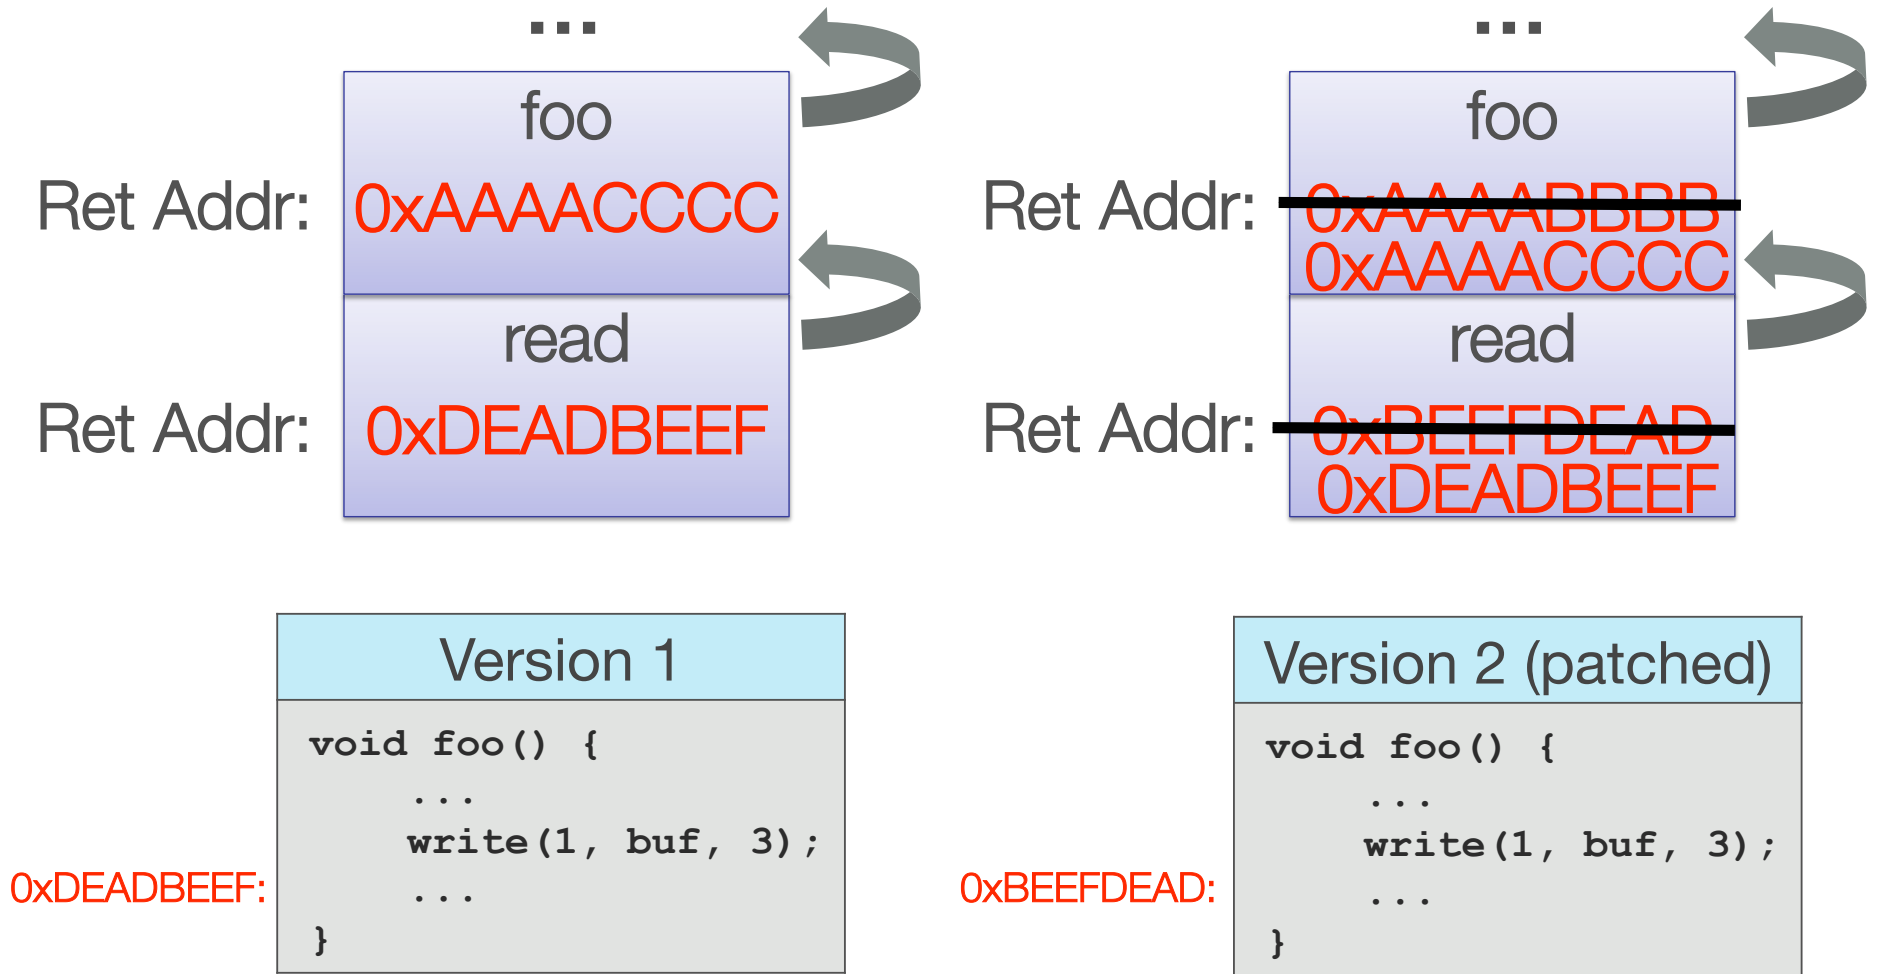 ...
foo
Ret Addr: 0xAAAACCCC
read
Ret Addr: 0xDEADBEEF
...
foo
Ret Addr: 0xAAAABBBB
0xAAAACCCC
read
Ret Addr: 0xBEEFDEAD
0xDEADBEEF
Version 1
void foo() {
...
write(1, buf, 3);
0xDEADBEEF: ...
}
Version 2 (patched)
void foo() {
...
write(1, buf, 3);
0xBEEFDEAD: ...
}